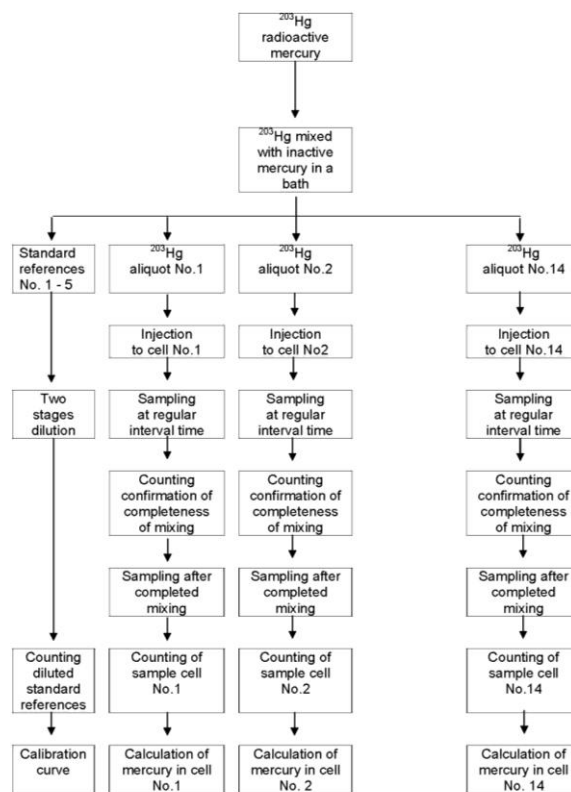 ²⁰³Hg
radioactive
mercury
²⁰³Hg mixed
with inactive
mercury in a
bath
Standard
references
No. 1 - 5
²⁰³Hg
aliquot No.1
²⁰³Hg
aliquot No.2
²⁰³Hg
aliquot No.14
Injection
to cell No.1
Injection
to cell No2
Injection
to cell No.14
Two
stages
dilution
Sampling
at regular
interval time
Sampling
at regular
interval time
Sampling
at regular
interval time
Counting
confirmation of
completeness
of mixing
Counting
confirmation of
completeness
of mixing
Counting
confirmation of
completeness
of mixing
Sampling after
completed
mixing
Sampling after
completed
mixing
Sampling after
completed
mixing
Counting
diluted
standard
references
Counting of
sample cell
No.1
Counting of
sample cell
No.2
Counting of
sample cell
No.14
Calibration
curve
Calculation of
mercury in cell
No.1
Calculation of
mercury in cell
No. 2
Calculation of
mercury in cell
No. 14